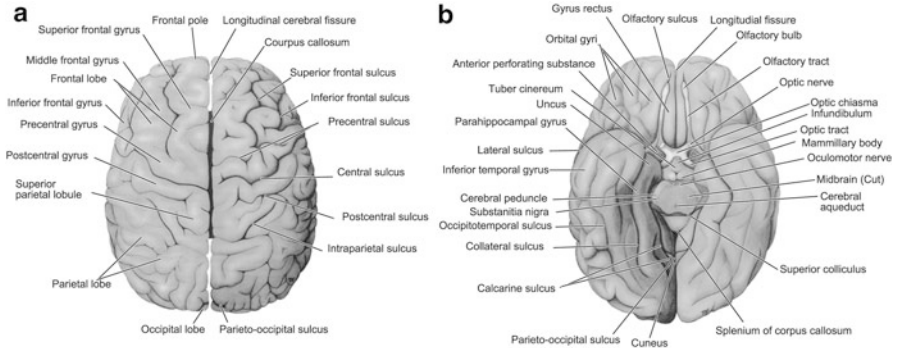 a
Frontal pole
Longitudinal cerebral fissure
Superior frontal gyrus
Courpus callosum
Middle frontal gyrus
Superior frontal sulcus
Frontal lobe
Inferior frontal gyrus
Inferior frontal sulcus
Precentral gyrus
Precentral sulcus
Postcentral gyrus
Central sulcus
Superior
parietal lobule
Postcentral sulcus
Intraparietal sulcus
Parietal lobe
Occipital lobe
Parieto-occipital sulcus
b
Gyrus rectus
Olfactory sulcus
Longitudial fissure
Orbital gyri
Olfactory bulb
Anterior perforating substance
Olfactory tract
Tuber cinereum
Optic nerve
Uncus
Optic chiasma
Infundibulum
Parahippocampal gyrus
Optic tract
Mammillary body
Lateral sulcus
Oculomotor nerve
Inferior temporal gyrus
Midbrain (Cut)
Cerebral peduncle
Cerebral
aqueduct
Substanitia nigra
Occipitotemporal sulcus
Collateral sulcus
Superior colliculus
Calcarine sulcus
Splenium of corpus callosum
Parieto-occipital sulcus
Cuneus